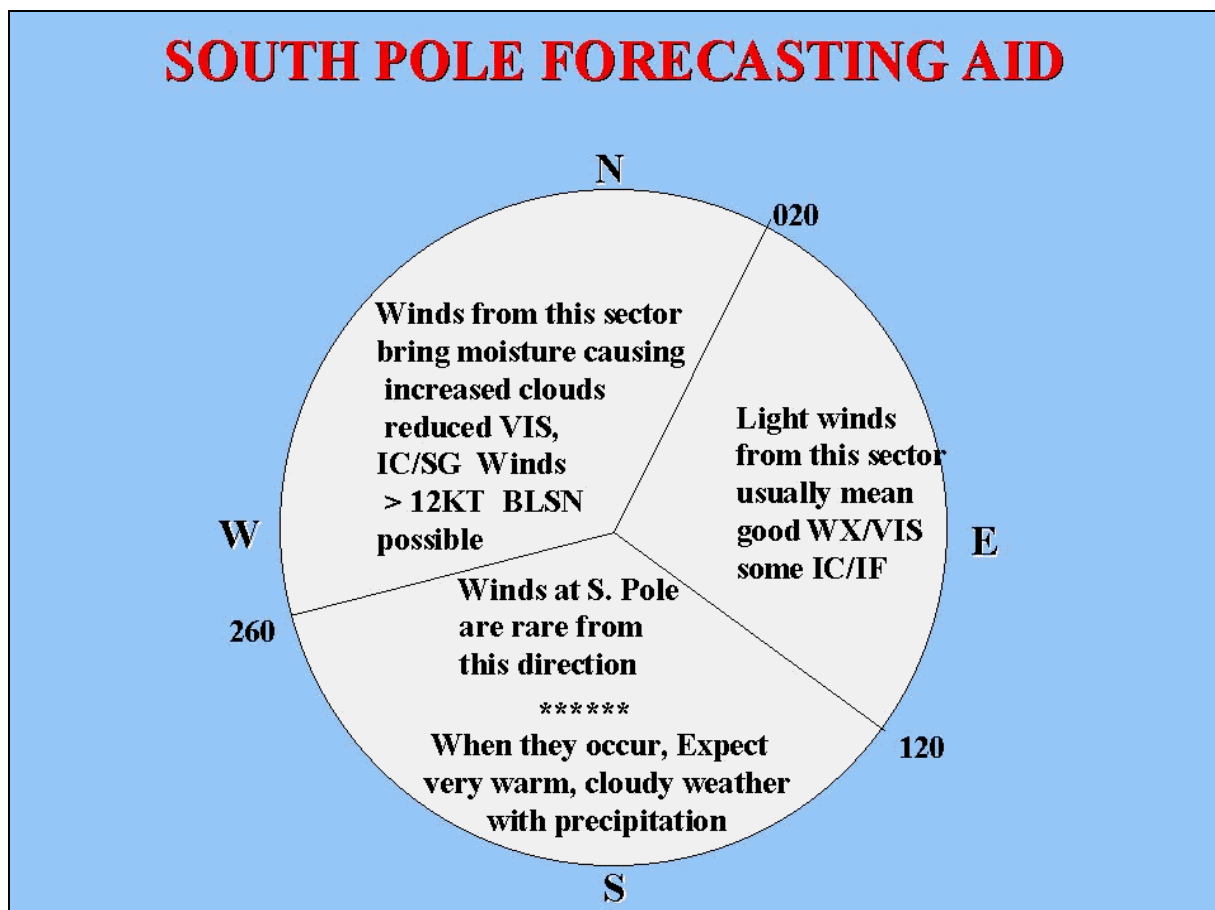 SOUTH POLE FORECASTING AID
N
020
Winds from this sector
bring moisture causing
increased clouds
reduced VIS,
IC/SG Winds
> 12KT BLSN
possible
Light winds
from this sector
usually mean
good WX/VIS
some IC/IF
W
E
260
Winds at S. Pole
are rare from
this direction
******
When they occur, Expect
very warm, cloudy weather
with precipitation
120
S